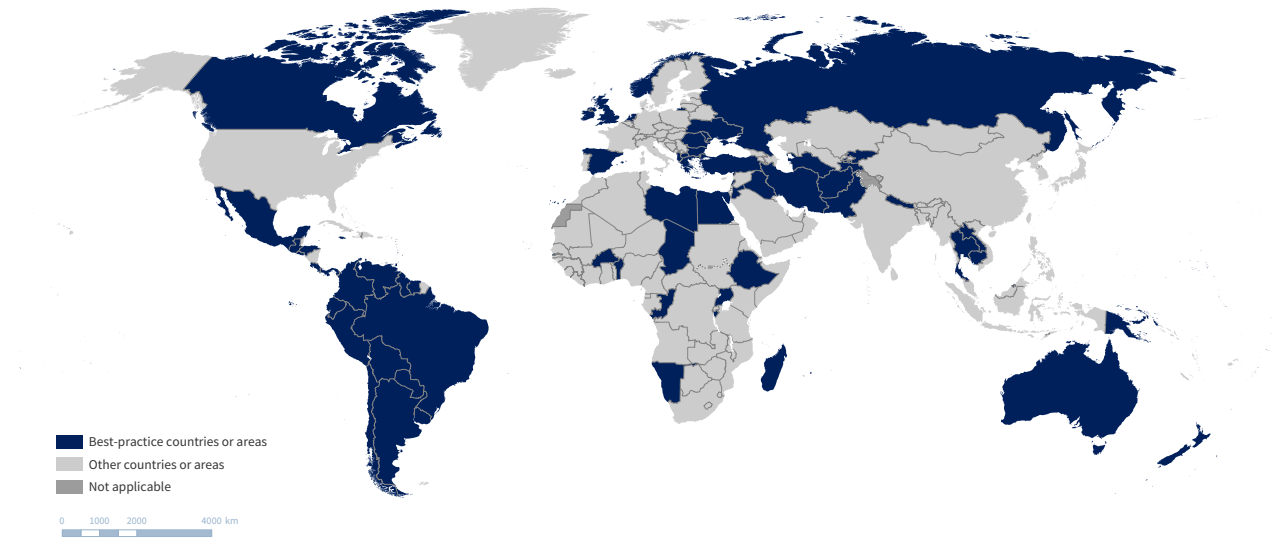 Best-practice countries or areas
Other countries or areas
Not applicable
0 1000 2000 4000 km